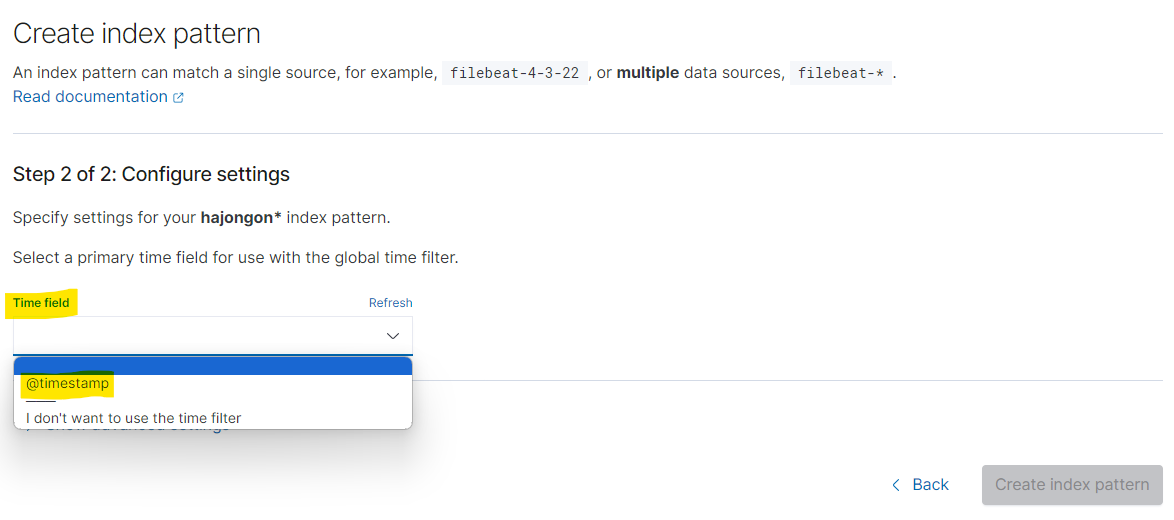 Create index pattern
An index pattern can match a single source, for example, filebeat-4-3-22 , or multiple data sources, filebeat-* .
Read documentation
Step 2 of 2: Configure settings
Specify settings for your hajongon* index pattern.
Select a primary time field for use with the global time filter.
Time field Refresh
@timestamp
I don't want to use the time filter
Back Create index pattern